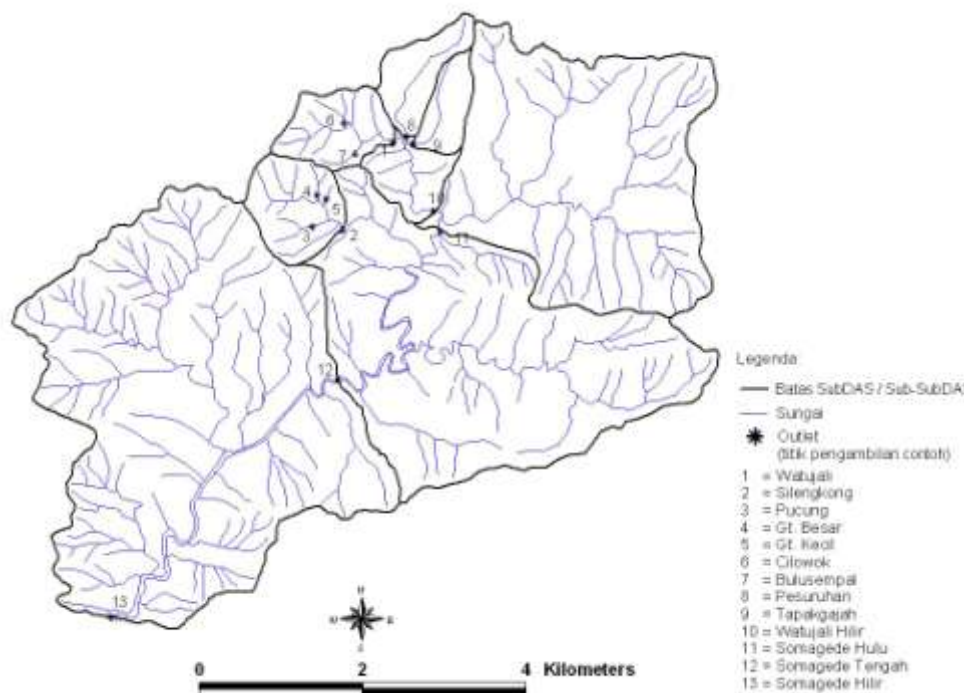 8
6
9
7
1
4
5
10
3
2
11
12
13
Legenda
Batas SubDAS / Sub-SubDA
Sungai
Outlet
(titik pengambilan contoh)
1 = Watujali
2 = Silengkong
3 = Pucung
4 = Gt. Besar
5 = Gt. Kecil
6 = Cilowok
7 = Bulusempal
8 = Pesuruhan
9 = Tapakgajah
10 = Watujali Hilir
11 = Somagede Hulu
12 = Somagede Tengah
13 = Somagede Hilir
0 2 4 Kilometers